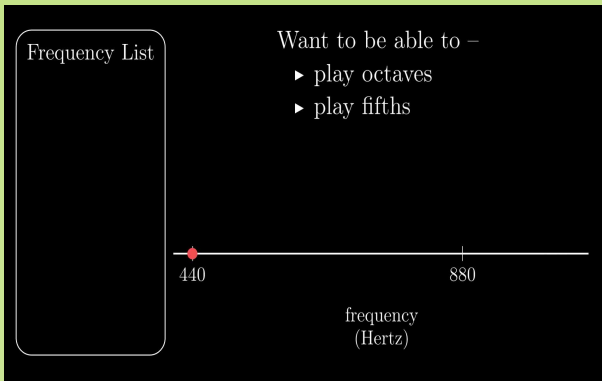 Frequency List
Want to be able to –
play octaves
play fifths
440
880
frequency
(Hertz)